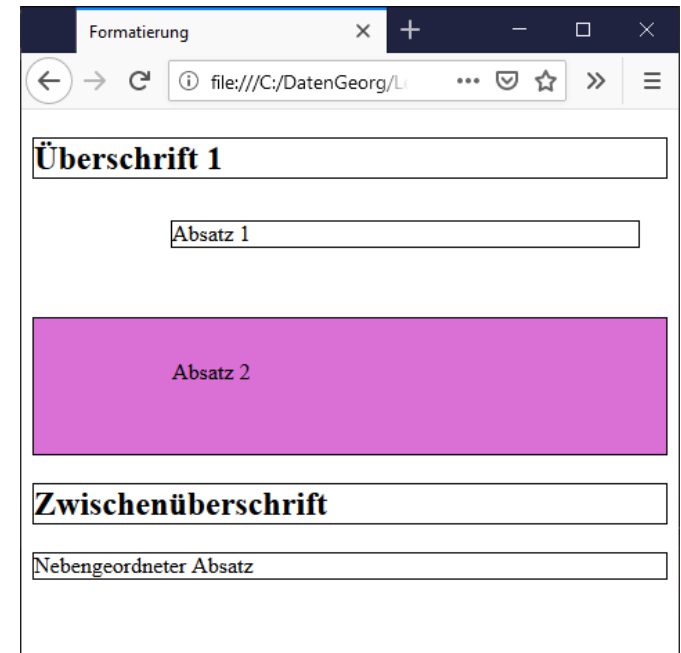 Formatierung
file:///C:/DatenGeorg/L
Überschrift 1
Absatz 1
Absatz 2
Zwischenüberschrift
Nebengeordneter Absatz